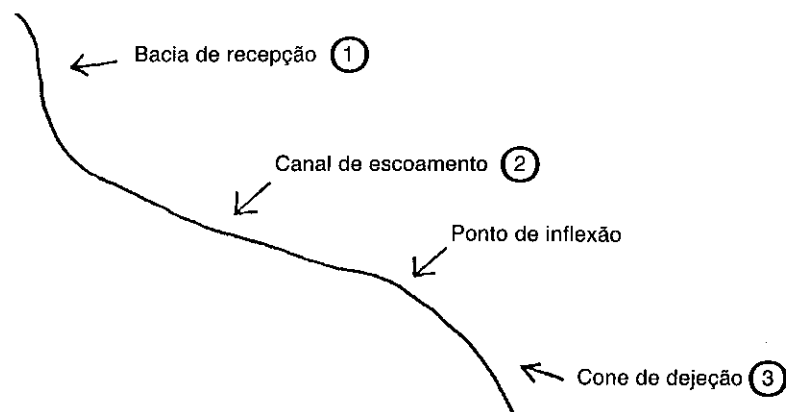 Bacia de recepção 1
Canal de escoamento 2
Ponto de inflexão
Cone de dejeção 3